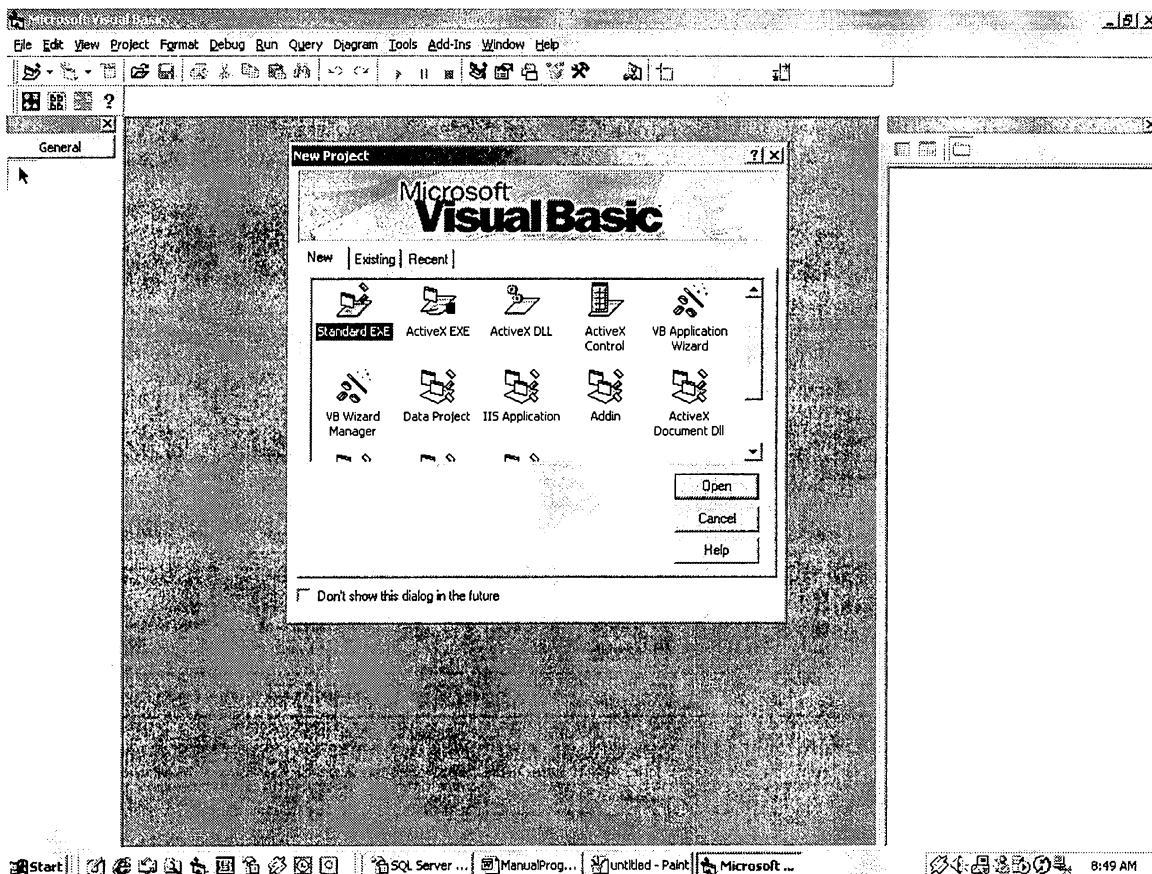 Microsoft Visual Basic
File Edit View Project Format Debug Run Query Diagram Tools Add-Ins Window Help
General
New Project
Microsoft
Visual Basic
New Existing Recent
Standard EXE ActiveX EXE ActiveX DLL ActiveX Control VB Application Wizard
VB Wizard Manager Data Project IIS Application Addin ActiveX Document Dll
Open
Cancel
Help
Don't show this dialog in the future
Start SQL Server ... ManualProg... untitled - Paint Microsoft ... 8:49 AM